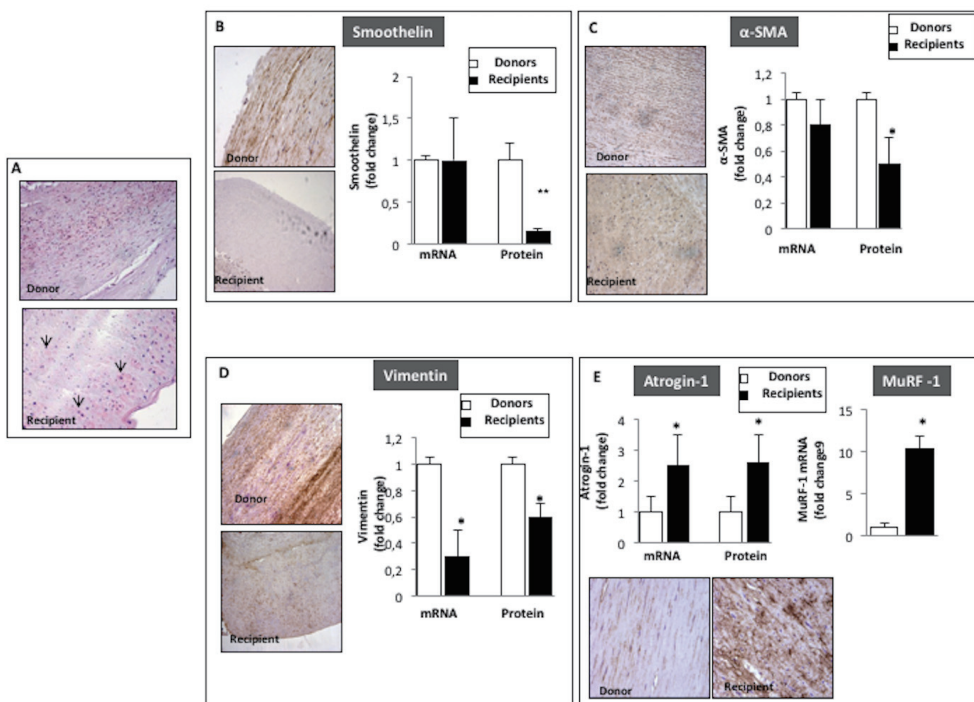 A
Donor
Recipient
B
Smoothelin
Donors
Recipients
Donor
Recipient
Smoothelin
(fold change)
2
1,5
1
0,5
0
mRNA
Protein
**
C
α-SMA
Donors
Recipients
Donor
Recipient
α-SMA
(fold change)
1,2
1
0,8
0,6
0,4
0,2
0
mRNA
Protein
*
D
Vimentin
Donors
Recipients
Donor
Recipient
Vimentin
(fold change)
1,2
1
0,8
0,6
0,4
0,2
0
mRNA
Protein
*
*
E
Atrogin-1
Donors
Recipients
MuRF -1
Atrogin-1
(fold change)
5
4
3
2
1
0
mRNA
Protein
*
*
MuRF-1 mRNA
(fold change9
15
10
5
0
*
Donor
Recipient